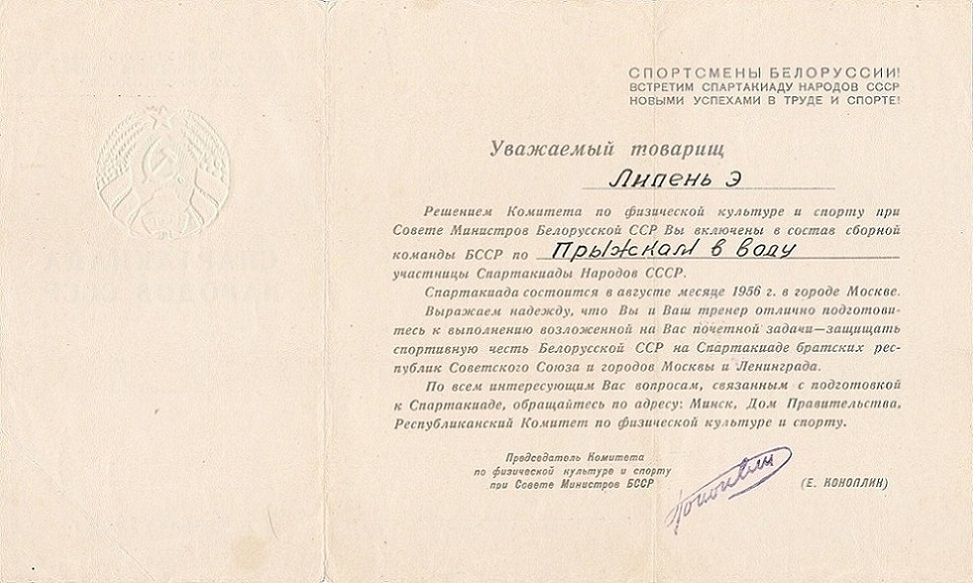 СПОРТСМЕНЫ БЕЛОРУССИИ!
ВСТРЕТИМ СПАРТАКИАДУ НАРОДОВ СССР
НОВЫМИ УСПЕХАМИ В ТРУДЕ И СПОРТЕ!
Уважаемый товарищ
Липень Э
Решением Комитета по физической культуре и спорту при
Совете Министров Белорусской ССР Вы включены в состав сборной
команды БССР по Прыжкам в воду
участницы Спартакиады Народов СССР.
Спартакиада состоится в августе месяце 1956 г. в городе Москве.
Выражаем надежду, что Вы и Ваш тренер отлично подготови-
тесь к выполнению возложенной на Вас почетной задачи—защищать
спортивную честь Белорусской ССР на Спартакиаде братских рес-
публик Советского Союза и городов Москвы и Ленинграда.
По всем интересующим Вас вопросам, связанным с подготовкой
к Спартакиаде, обращайтесь по адресу: Минск, Дом Правительства,
Республиканский Комитет по физической культуре и спорту.
Председатель Комитета
по физической культуре и спорту
при Совете Министров БССР
(Е. КОНОПЛИН)